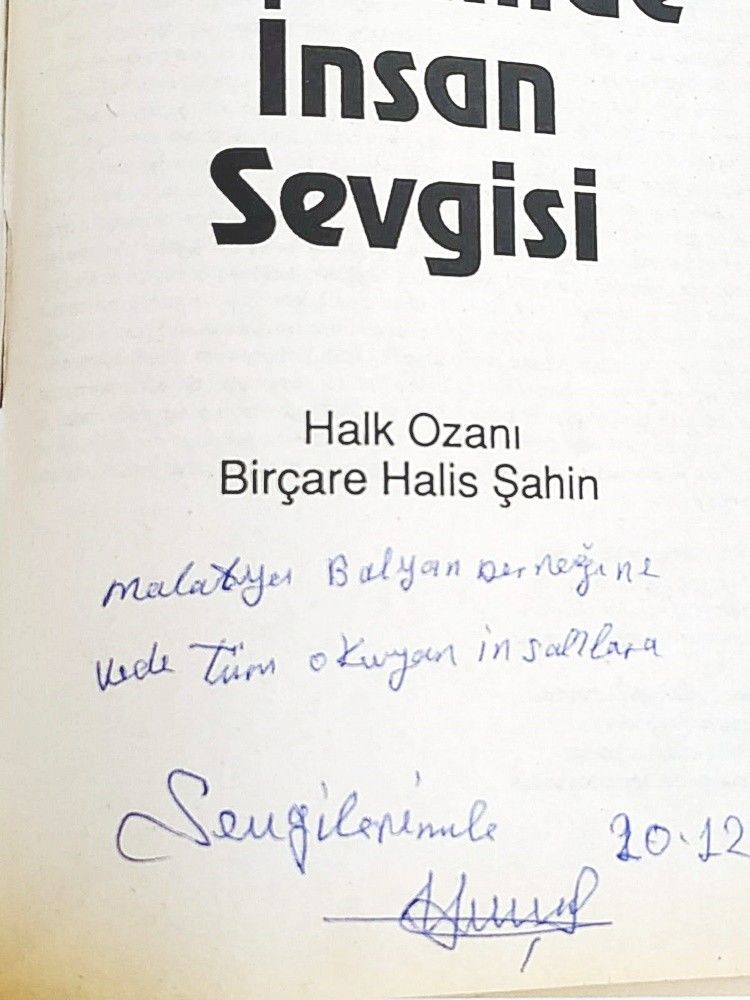 İnsan
Sevgisi
Halk Ozanı
Birçare Halis Şahin
Malatya Balyan Derneğine
vede Tüm okuyan insanlara
Sevgilerimle 20.12